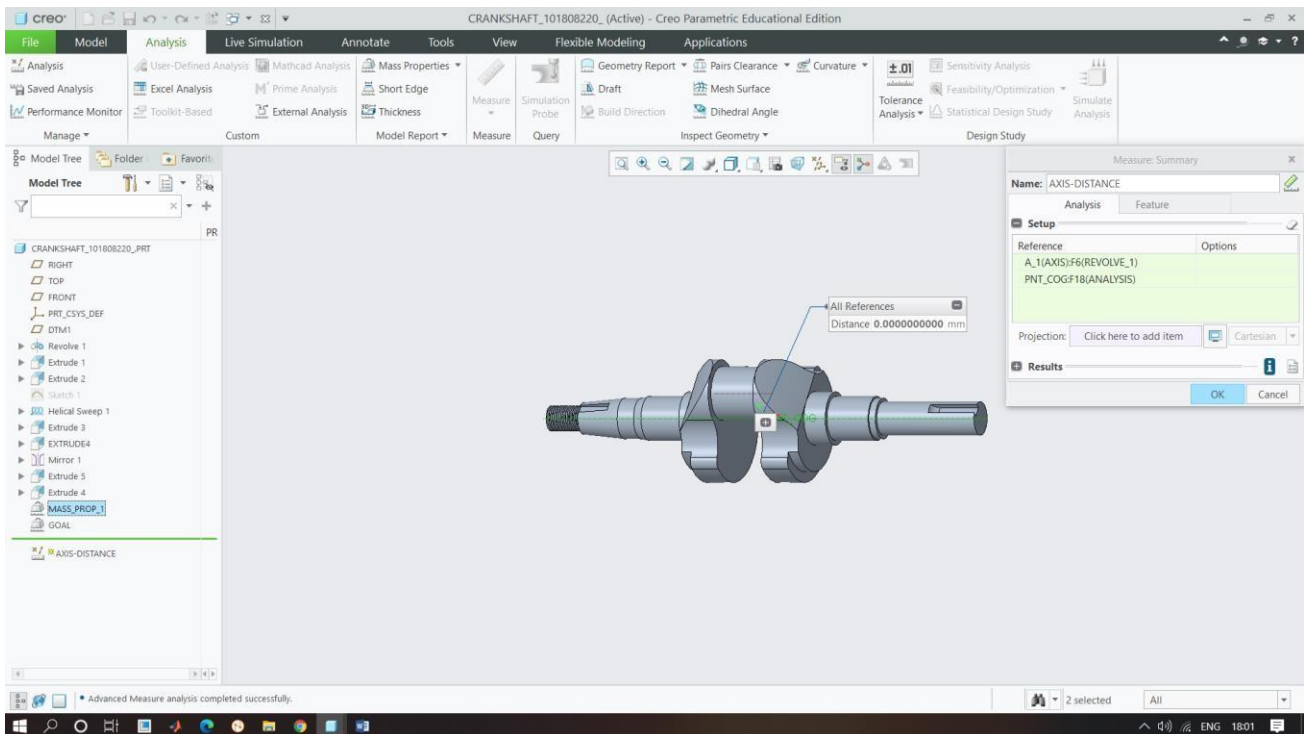 creo®
CRANKSHAFT_101808220_ (Active) - Creo Parametric Educational Edition
File Model Analysis Live Simulation Annotate Tools View Flexible Modeling Applications
Analysis
Saved Analysis
Performance Monitor
Manage
User-Defined Analysis
Mathcad Analysis
Excel Analysis
Prime Analysis
Toolkit-Based
External Analysis
Custom
Mass Properties
Short Edge
Thickness
Model Report
Measure
Measure
Simulation Probe
Query
Geometry Report
Pairs Clearance
Curvature
Draft
Mesh Surface
Build Direction
Dihedral Angle
Inspect Geometry
±.01
Tolerance Analysis
Sensitivity Analysis
Feasibility/Optimization
Statistical Design Study
Simulate Analysis
Design Study
Model Tree Folder Favorit
Model Tree
PR
CRANKSHAFT_101808220_.PRT
RIGHT
TOP
FRONT
PRT_CSYS_DEF
DTM1
Revolve 1
Extrude 1
Extrude 2
Sketch 1
Helical Sweep 1
Extrude 3
EXTRUDE4
Mirror 1
Extrude 5
Extrude 4
MASS_PROP_1
GOAL
AXIS-DISTANCE
All References
Distance 0.0000000000 mm
Measure: Summary
Name: AXIS-DISTANCE
Analysis Feature
Setup
Reference Options
A_1(AXIS):F6(REVOLVE_1)
PNT_COG:F18(ANALYSIS)
Projection: Click here to add item Cartesian
Results
OK Cancel
Advanced Measure analysis completed successfully.
2 selected All
ENG 18:01